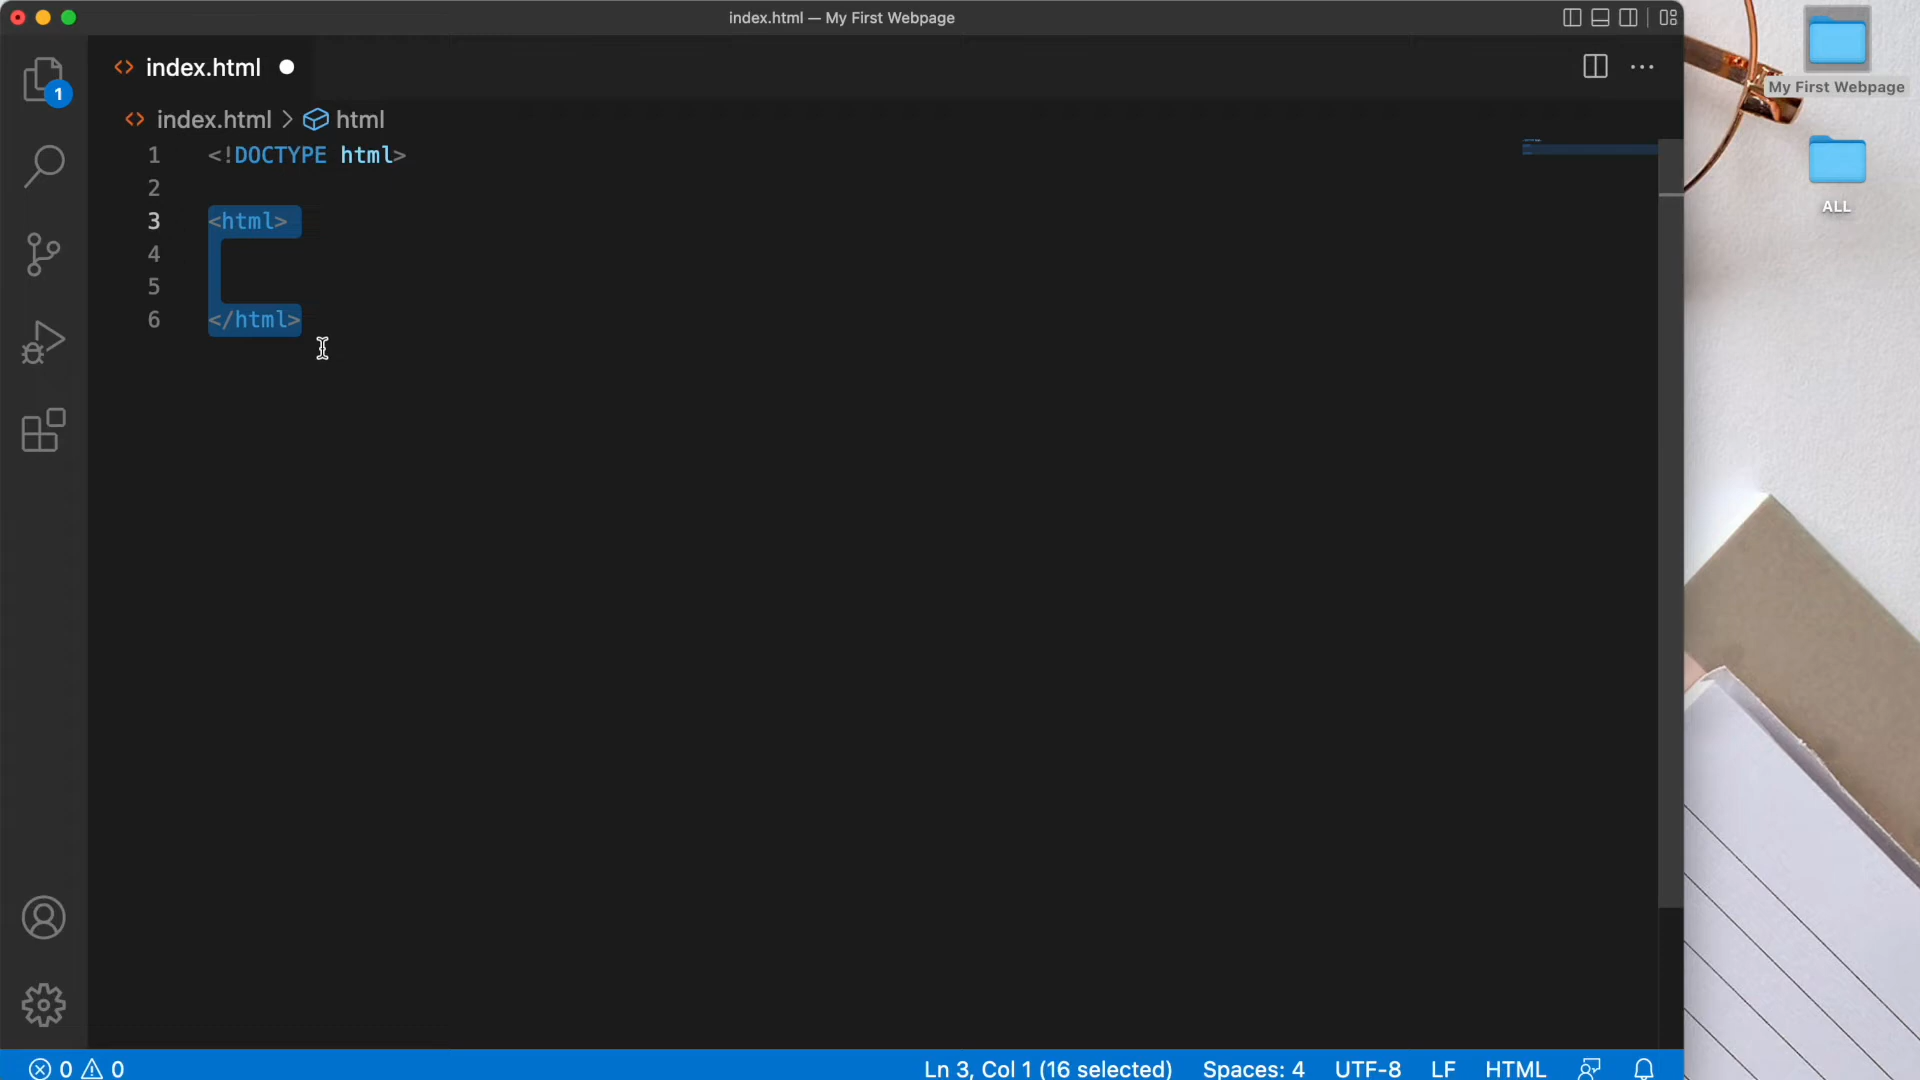 index.html — My First Webpage
index.html
index.html > html
1 <!DOCTYPE html>
2
3 <html>
4
5
6 </html>
1
0 0
Ln 3, Col 1 (16 selected) Spaces: 4 UTF-8 LF HTML
My First Webpage
ALL